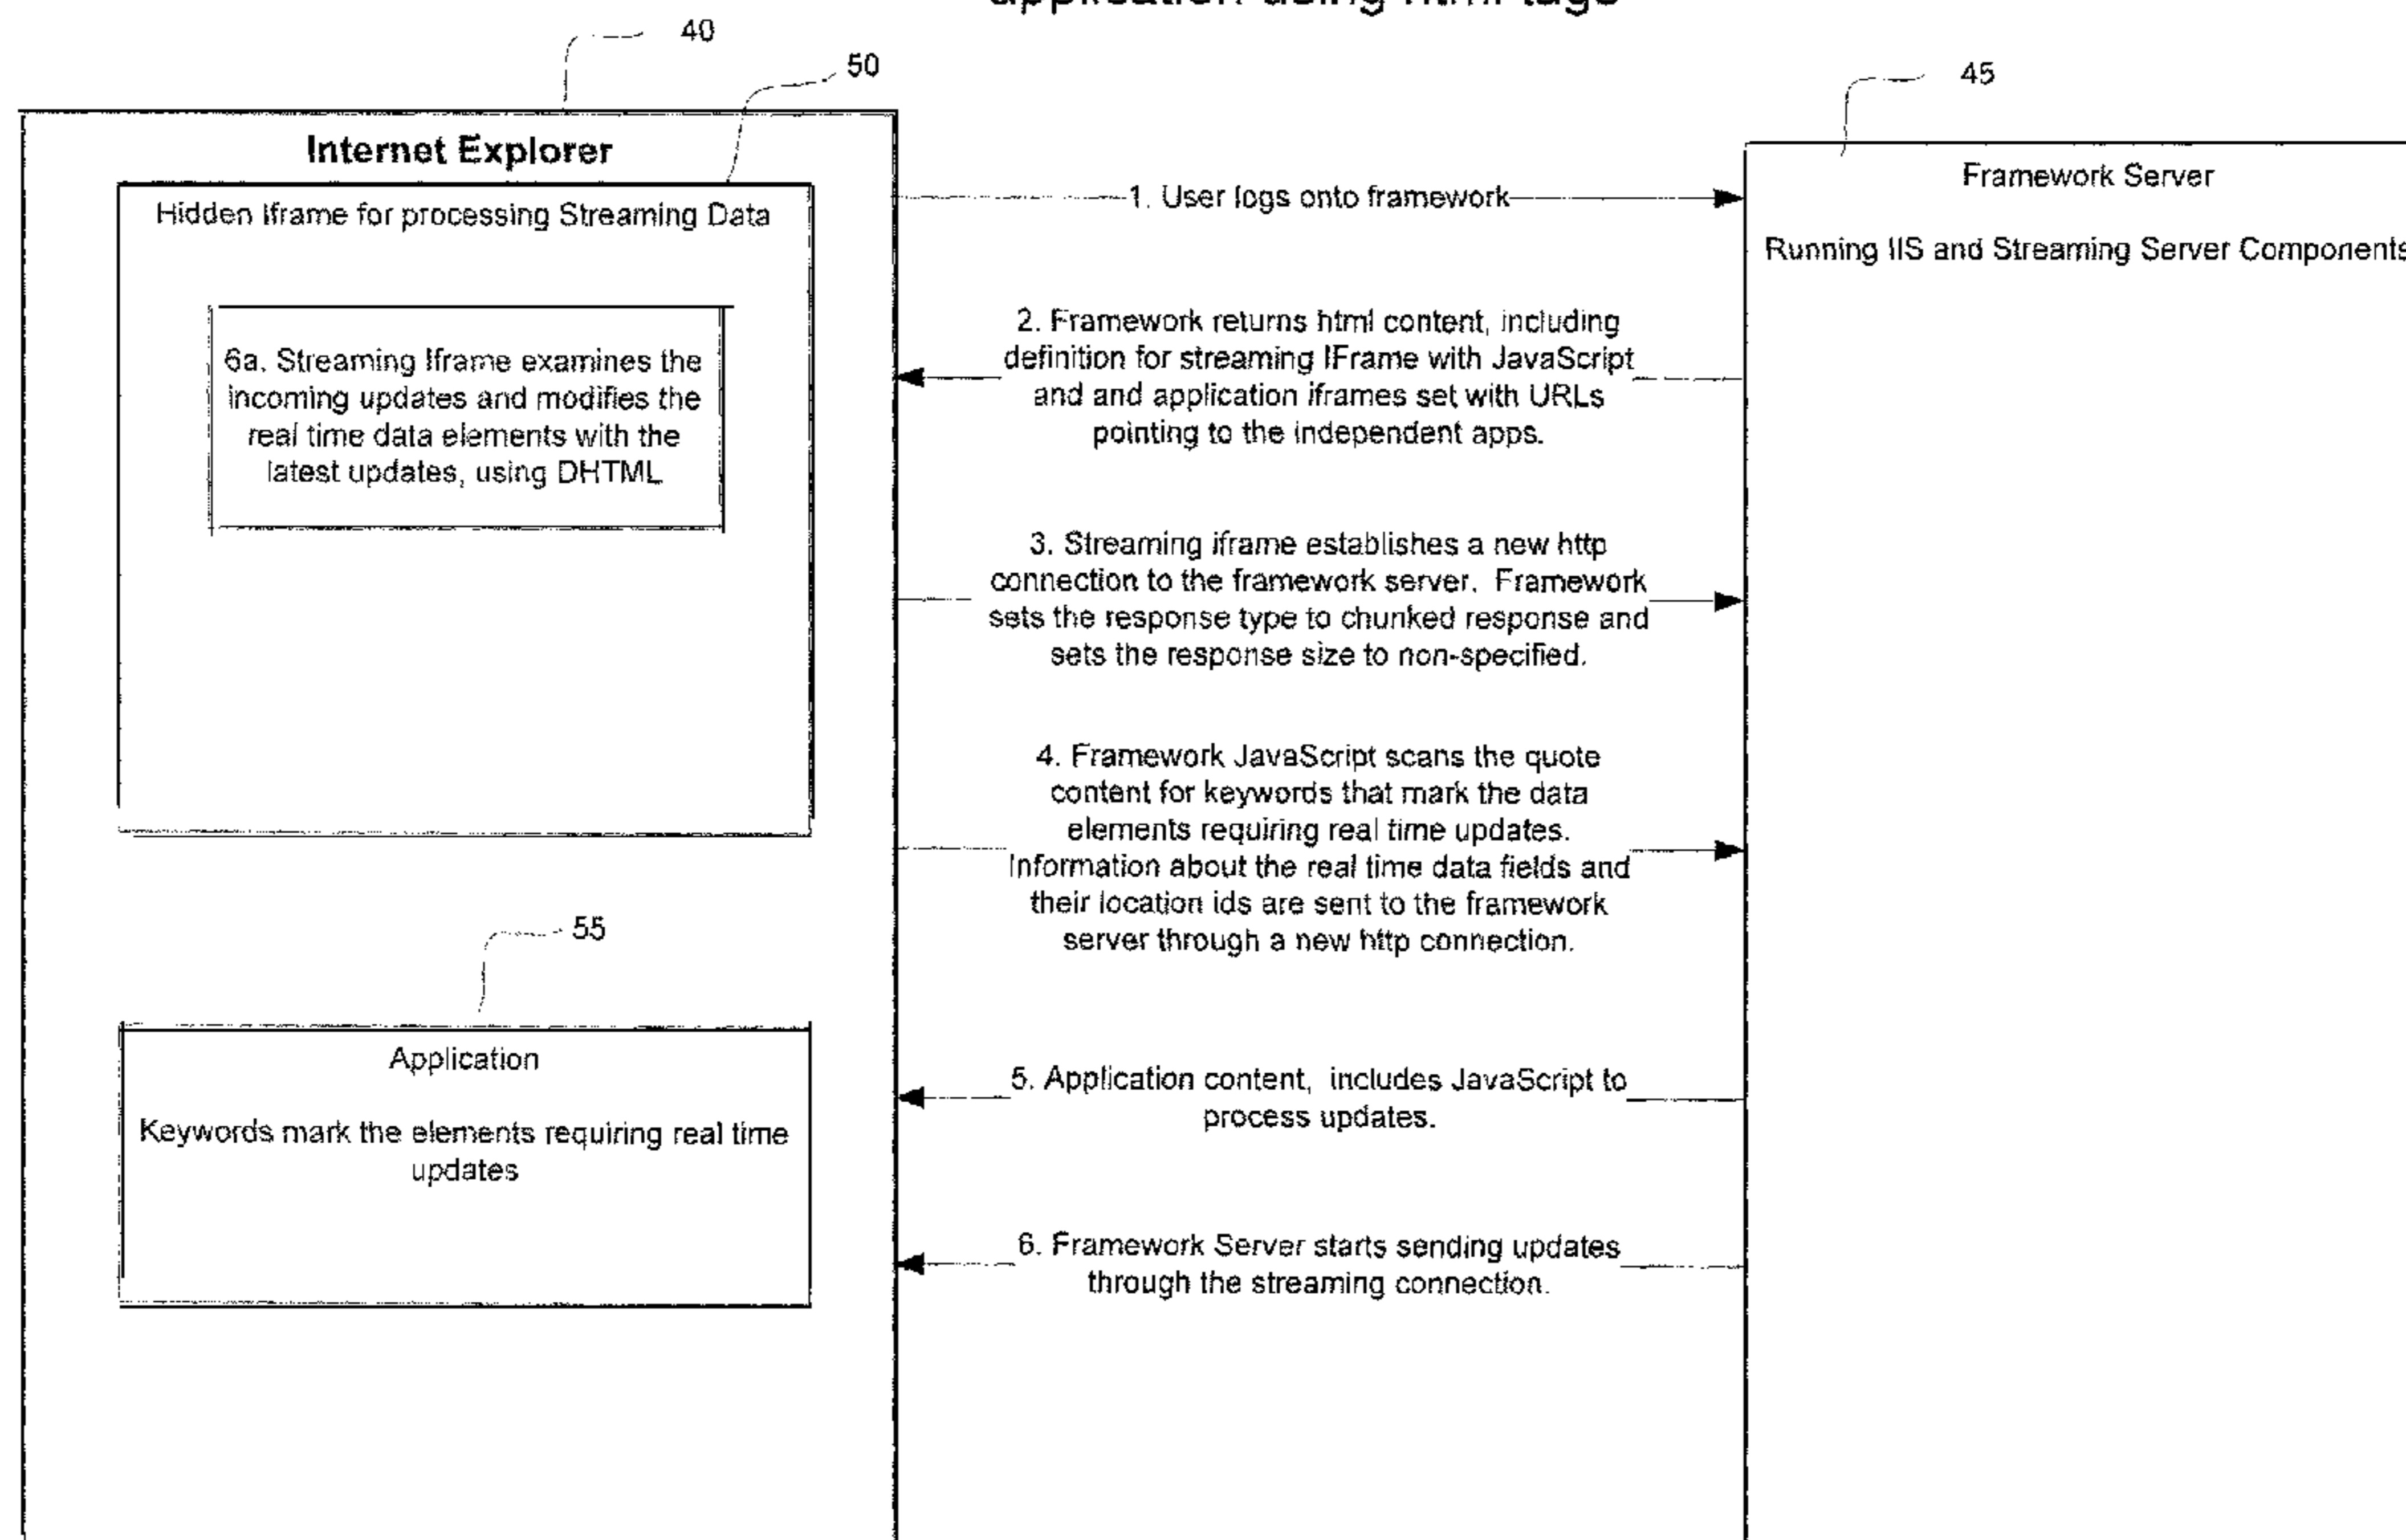 application using html tags
40
50
45
Internet Explorer
Hidden Iframe for processing Streaming Data
6a. Streaming Iframe examines the
incoming updates and modifies the
real time data elements with the
latest updates, using DHTML
55
Application
Keywords mark the elements requiring real time
updates
1. User logs onto framework
2. Framework returns html content, including
definition for streaming IFrame with JavaScript
and and application iframes set with URLs
pointing to the independent apps.
3. Streaming iframe establishes a new http
connection to the framework server. Framework
sets the response type to chunked response and
sets the response size to non-specified.
4. Framework JavaScript scans the quote
content for keywords that mark the data
elements requiring real time updates.
Information about the real time data fields and
their location ids are sent to the framework
server through a new http connection.
5. Application content, includes JavaScript to
process updates.
6. Framework Server starts sending updates
through the streaming connection.
Framework Server
Running IIS and Streaming Server Components